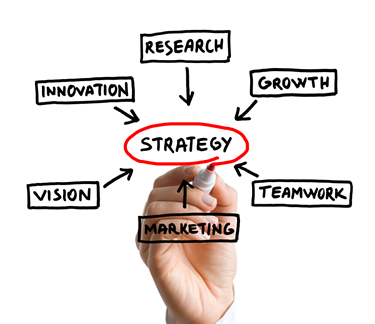 RESEARCH
INNOVATION
GROWTH
STRATEGY
VISION
TEAMWORK
MARKETING